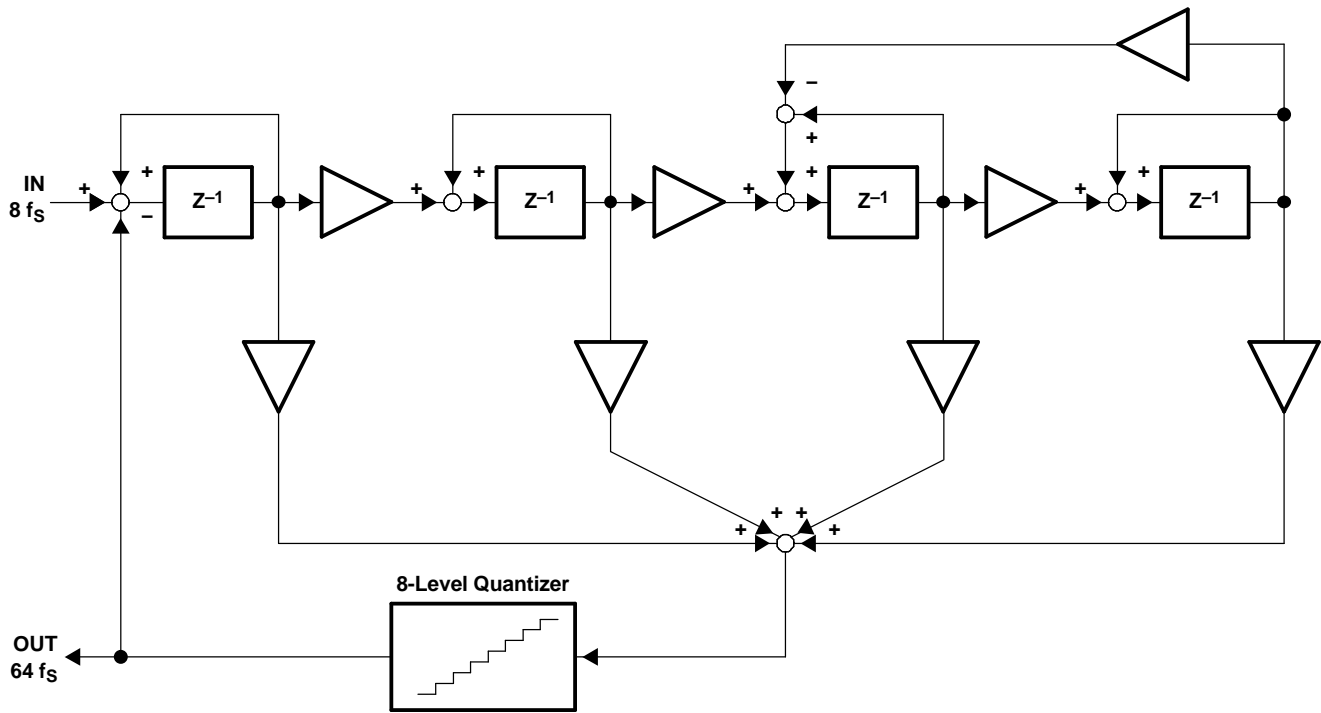 –
+
+
+
+
+
+
+
+
+
+
IN
8 fS
–
Z–1
Z–1
Z–1
Z–1
+
+
+
+
8-Level Quantizer
OUT
64 fS